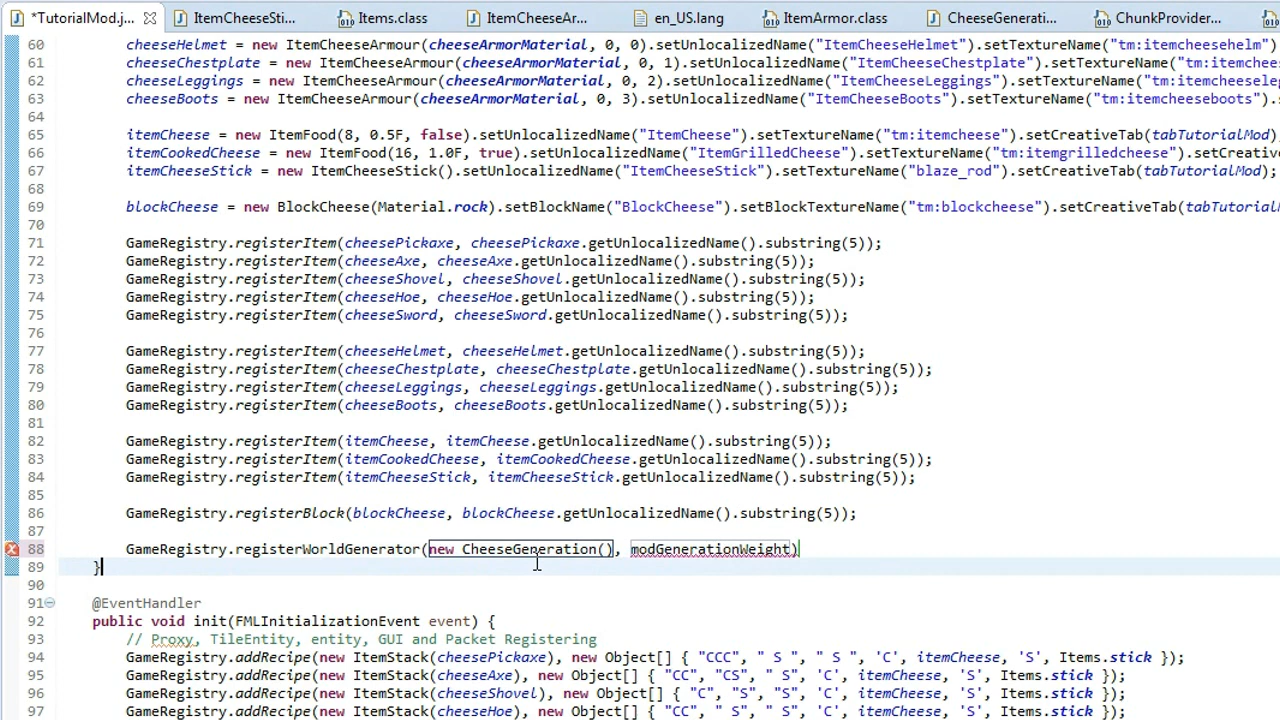 *TutorialMod.j... ItemCheeseSti... Items.class ItemCheeseAr... en_US.lang ItemArmor.class CheeseGenerati... ChunkProvider...
60 cheeseHelmet = new ItemCheeseArmour(cheeseArmorMaterial, 0, 0).setUnlocalizedName("ItemCheeseHelmet").setTextureName("tm:itemcheesehelm")
61 cheeseChestplate = new ItemCheeseArmour(cheeseArmorMaterial, 0, 1).setUnlocalizedName("ItemCheeseChestplate").setTextureName("tm:itemchees
62 cheeseLeggings = new ItemCheeseArmour(cheeseArmorMaterial, 0, 2).setUnlocalizedName("ItemCheeseLeggings").setTextureName("tm:itemcheeseleg
63 cheeseBoots = new ItemCheeseArmour(cheeseArmorMaterial, 0, 3).setUnlocalizedName("ItemCheeseBoots").setTextureName("tm:itemcheeseboots").s
64
65 itemCheese = new ItemFood(8, 0.5F, false).setUnlocalizedName("ItemCheese").setTextureName("tm:itemcheese").setCreativeTab(tabTutorialMod);
66 itemCookedCheese = new ItemFood(16, 1.0F, true).setUnlocalizedName("ItemGrilledCheese").setTextureName("tm:itemgrilledcheese").setCreative
67 itemCheeseStick = new ItemCheeseStick().setUnlocalizedName("ItemCheeseStick").setTextureName("blaze_rod").setCreativeTab(tabTutorialMod);
68
69 blockCheese = new BlockCheese(Material.rock).setBlockName("BlockCheese").setBlockTextureName("tm:blockcheese").setCreativeTab(tabTutorialM
70
71 GameRegistry.registerItem(cheesePickaxe, cheesePickaxe.getUnlocalizedName().substring(5));
72 GameRegistry.registerItem(cheeseAxe, cheeseAxe.getUnlocalizedName().substring(5));
73 GameRegistry.registerItem(cheeseShovel, cheeseShovel.getUnlocalizedName().substring(5));
74 GameRegistry.registerItem(cheeseHoe, cheeseHoe.getUnlocalizedName().substring(5));
75 GameRegistry.registerItem(cheeseSword, cheeseSword.getUnlocalizedName().substring(5));
76
77 GameRegistry.registerItem(cheeseHelmet, cheeseHelmet.getUnlocalizedName().substring(5));
78 GameRegistry.registerItem(cheeseChestplate, cheeseChestplate.getUnlocalizedName().substring(5));
79 GameRegistry.registerItem(cheeseLeggings, cheeseLeggings.getUnlocalizedName().substring(5));
80 GameRegistry.registerItem(cheeseBoots, cheeseBoots.getUnlocalizedName().substring(5));
81
82 GameRegistry.registerItem(itemCheese, itemCheese.getUnlocalizedName().substring(5));
83 GameRegistry.registerItem(itemCookedCheese, itemCookedCheese.getUnlocalizedName().substring(5));
84 GameRegistry.registerItem(itemCheeseStick, itemCheeseStick.getUnlocalizedName().substring(5));
85
86 GameRegistry.registerBlock(blockCheese, blockCheese.getUnlocalizedName().substring(5));
87
88 GameRegistry.registerWorldGenerator(new CheeseGeneration(), modGenerationWeight)
89 }
90
91 @EventHandler
92 public void init(FMLInitializationEvent event) {
93 // Proxy, TileEntity, entity, GUI and Packet Registering
94 GameRegistry.addRecipe(new ItemStack(cheesePickaxe), new Object[] { "CCC", " S ", " S ", 'C', itemCheese, 'S', Items.stick });
95 GameRegistry.addRecipe(new ItemStack(cheeseAxe), new Object[] { "CC", "CS", " S", 'C', itemCheese, 'S', Items.stick });
96 GameRegistry.addRecipe(new ItemStack(cheeseShovel), new Object[] { "C", "S", "S", 'C', itemCheese, 'S', Items.stick });
97 GameRegistry.addRecipe(new ItemStack(cheeseHoe), new Object[] { "CC", " S", " S", 'C', itemCheese, 'S', Items.stick });